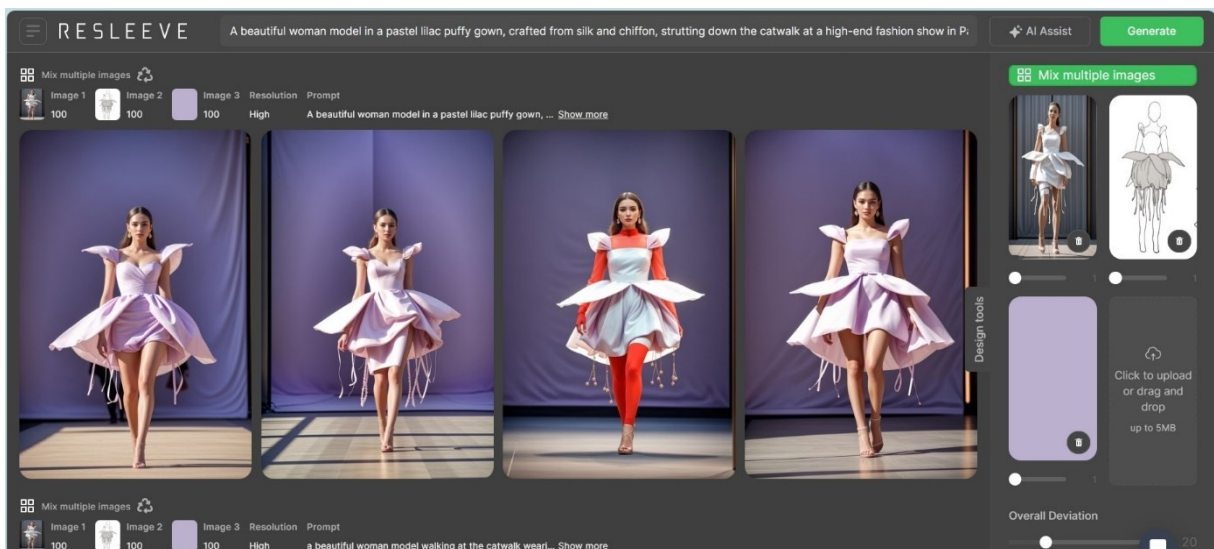 RESLEEVE
A beautiful woman model in a pastel lilac puffy gown, crafted from silk and chiffon, strutting down the catwalk at a high-end fashion show in
AI Assist
Generate
Mix multiple images
Image 1 Image 2 Image 3 Resolution Prompt
100 100 100 High A beautiful woman model in a pastel lilac puffy gown, ... Show more
Mix multiple images
1 1
Design tools
Click to upload
or drag and
drop
up to 5MB
1
Mix multiple images
Image 1 Image 2 Image 3 Resolution Prompt
100 100 100 High a beautiful woman model walking at the catwalk weari... Show more
Overall Deviation
20